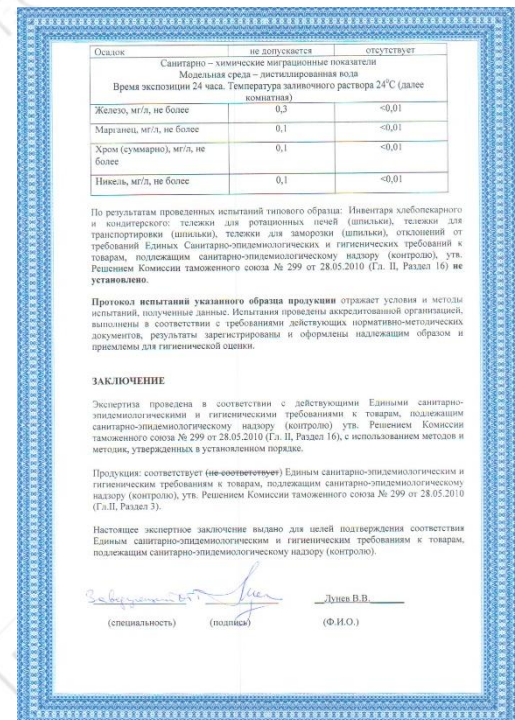 Осадок не допускается отсутствует
Санитарно – химические миграционные показатели
Модельная среда – дистиллированная вода
Время экспозиции 24 часа. Температура заливочного раствора 24°С (далее
комнатная)
Железо, мг/л, не более 0,3 <0,01
Марганец, мг/л, не более 0,1 <0,01
Хром (суммарно), мг/л, не 0,1 <0,01
более
Никель, мг/л, не более 0,1 <0,01
По результатам проведенных испытаний типового образца: Инвентаря хлебопекарного
и кондитерского: тележки для ротационных печей (шпильки), тележки для
транспортировки (шпильки), тележки для заморозки (шпильки), отклонений от
требований Единых Санитарно-эпидемиологических и гигиенических требований к
товарам, подлежащим санитарно-эпидемиологическому надзору (контролю), утв.
Решением Комиссии таможенного союза № 299 от 28.05.2010 (Гл. II, Раздел 16) не
установлено.
Протокол испытаний указанного образца продукции отражает условия и методы
испытаний, полученные данные. Испытания проведены аккредитованной организацией,
выполнены в соответствии с требованиями действующих нормативно-методических
документов, результаты зарегистрированы и оформлены надлежащим образом и
приемлемы для гигиенической оценки.
ЗАКЛЮЧЕНИЕ
Экспертиза проведена в соответствии с действующими Едиными санитарно-
эпидемиологическими и гигиеническими требованиями к товарам, подлежащим
санитарно-эпидемиологическому надзору (контролю) утв. Решением Комиссии
таможенного союза № 299 от 28.05.2010 (Гл. II, Раздел 16), с использованием методов и
методик, утвержденных в установленном порядке.
Продукция: соответствует (не соответствует) Единым санитарно-эпидемиологическим и
гигиеническим требованиям к товарам, подлежащим санитарно-эпидемиологическому
надзору (контролю), утв. Решением Комиссии таможенного союза № 299 от 28.05.2010
(Гл.II, Раздел 3).
Настоящее экспертное заключение выдано для целей подтверждения соответствия
Единым санитарно-эпидемиологическим и гигиеническим требованиям к товарам,
подлежащим санитарно-эпидемиологическому надзору (контролю).
Лунев В.В.
(специальность) (подпись) (Ф.И.О.)